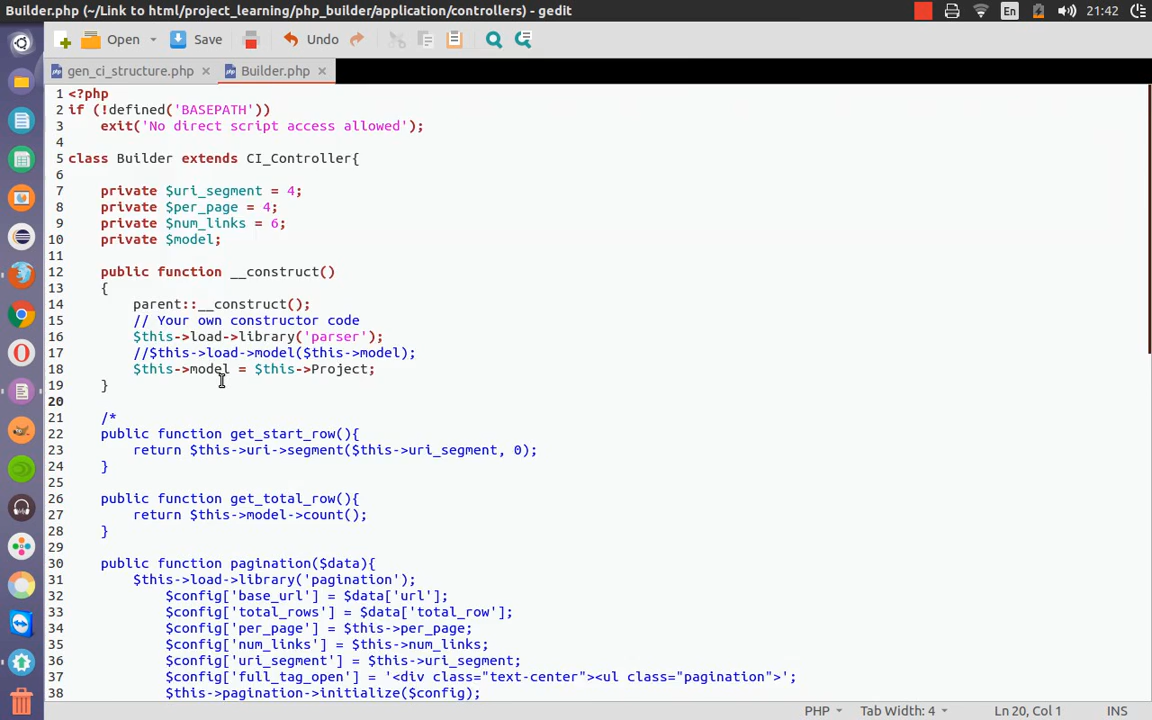 Builder.php (~/Link to html/project_learning/php_builder/application/controllers) - gedit
En
21:42
Open
Save
Undo
gen_ci_structure.php
Builder.php
1 <?php
2 if (!defined('BASEPATH'))
3     exit('No direct script access allowed');
4
5 class Builder extends CI_Controller{
6
7     private $uri_segment = 4;
8     private $per_page = 4;
9     private $num_links = 6;
10     private $model;
11
12     public function __construct()
13     {
14         parent::__construct();
15         // Your own constructor code
16         $this->load->library('parser');
17         //$this->load->model($this->model);
18         $this->model = $this->Project;
19     }
20
21     /*
22     public function get_start_row(){
23         return $this->uri->segment($this->uri_segment, 0);
24     }
25
26     public function get_total_row(){
27         return $this->model->count();
28     }
29
30     public function pagination($data){
31         $this->load->library('pagination');
32             $config['base_url'] = $data['url'];
33             $config['total_rows'] = $data['total_row'];
34             $config['per_page'] = $this->per_page;
35             $config['num_links'] = $this->num_links;
36             $config['uri_segment'] = $this->uri_segment;
37             $config['full_tag_open'] = '<div class="text-center"><ul class="pagination">';
38             $this->pagination->initialize($config);
PHP
Tab Width: 4
Ln 20, Col 1
INS